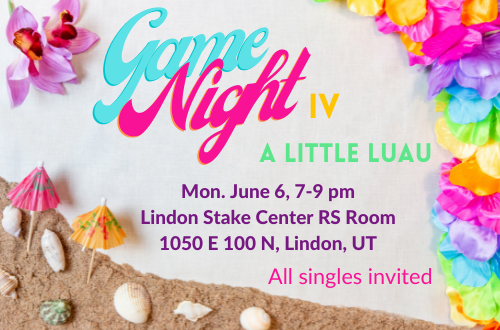 Game
Night IV
A LITTLE LUAU
Mon. June 6, 7-9 pm
Lindon Stake Center RS Room
1050 E 100 N, Lindon, UT
All singles invited